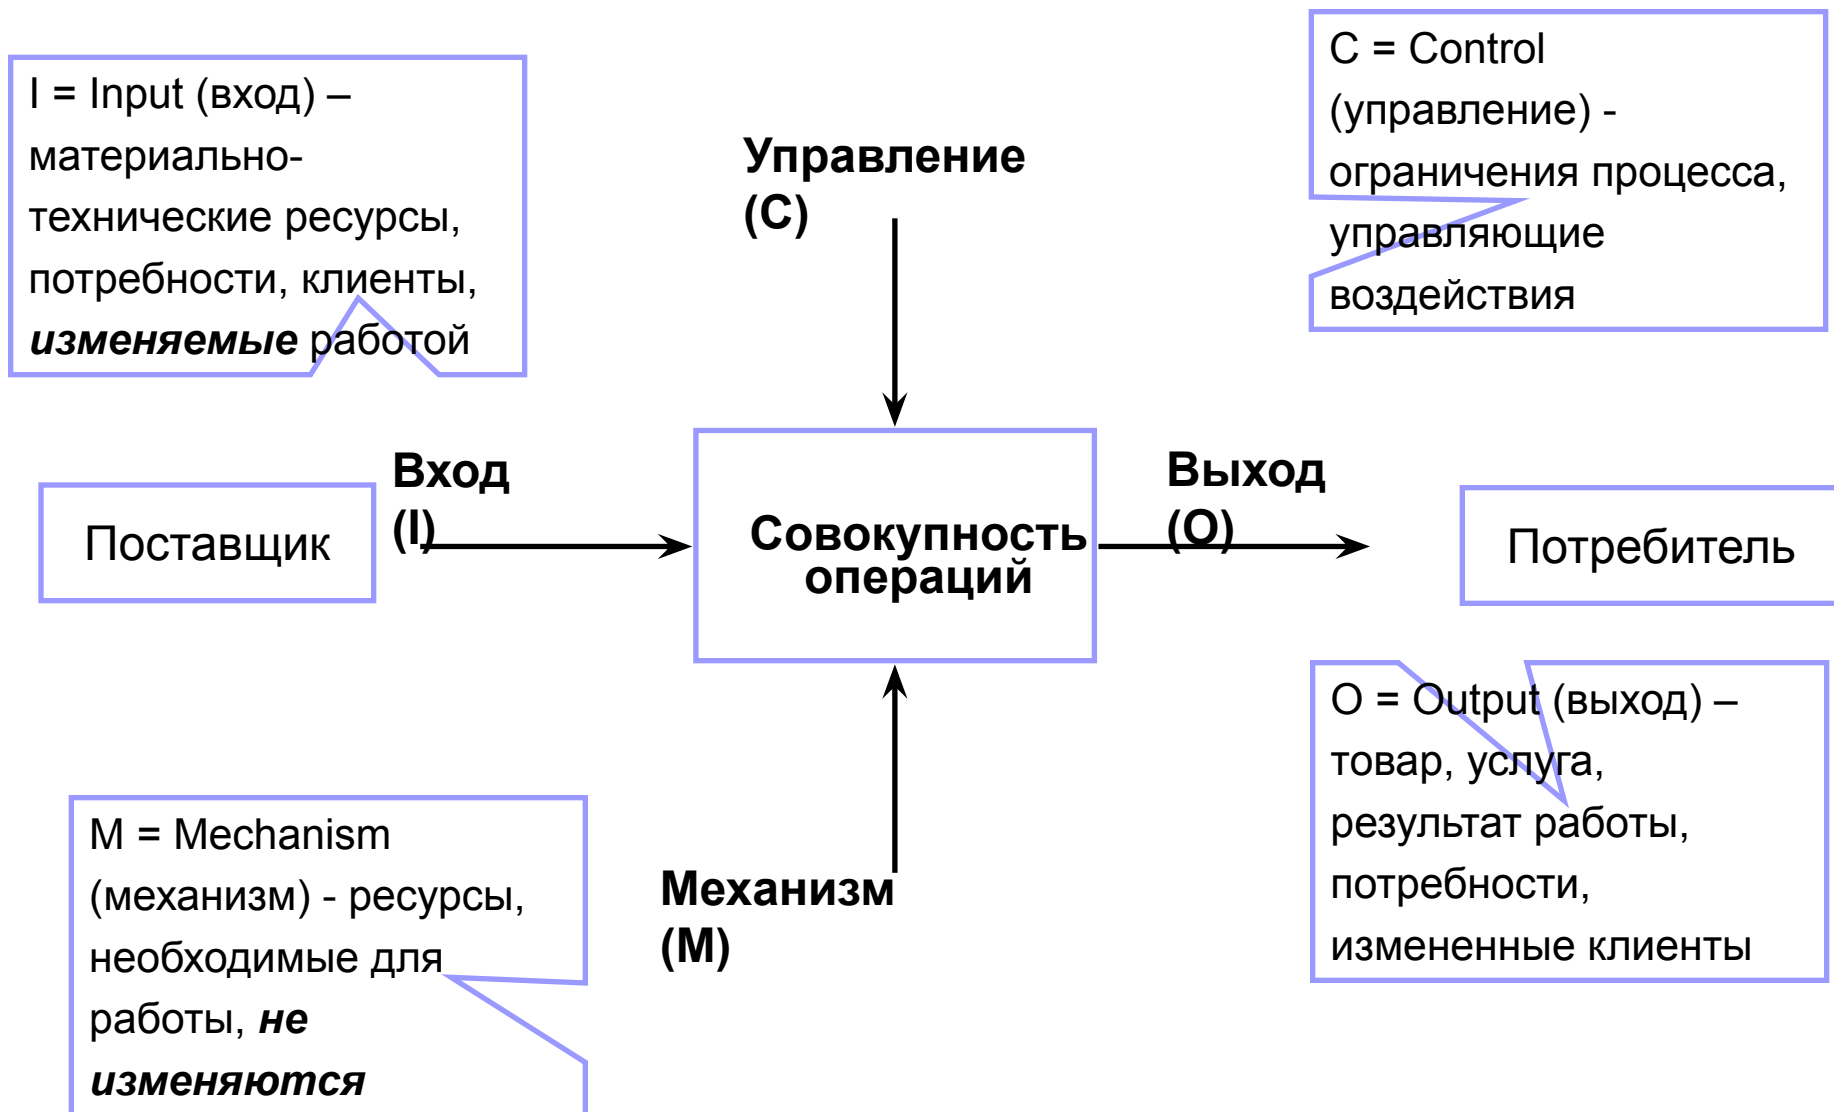 I = Input (вход) –
материально-
технические ресурсы,
потребности, клиенты,
изменяемые работой
Управление
(C)
C = Control
(управление) -
ограничения процесса,
управляющие
воздействия
Поставщик
Вход
(I)
Совокупность
операций
Выход
(O)
Потребитель
M = Mechanism
(механизм) - ресурсы,
необходимые для
работы, не
изменяются
Механизм
(M)
O = Output (выход) –
товар, услуга,
результат работы,
потребности,
измененные клиенты